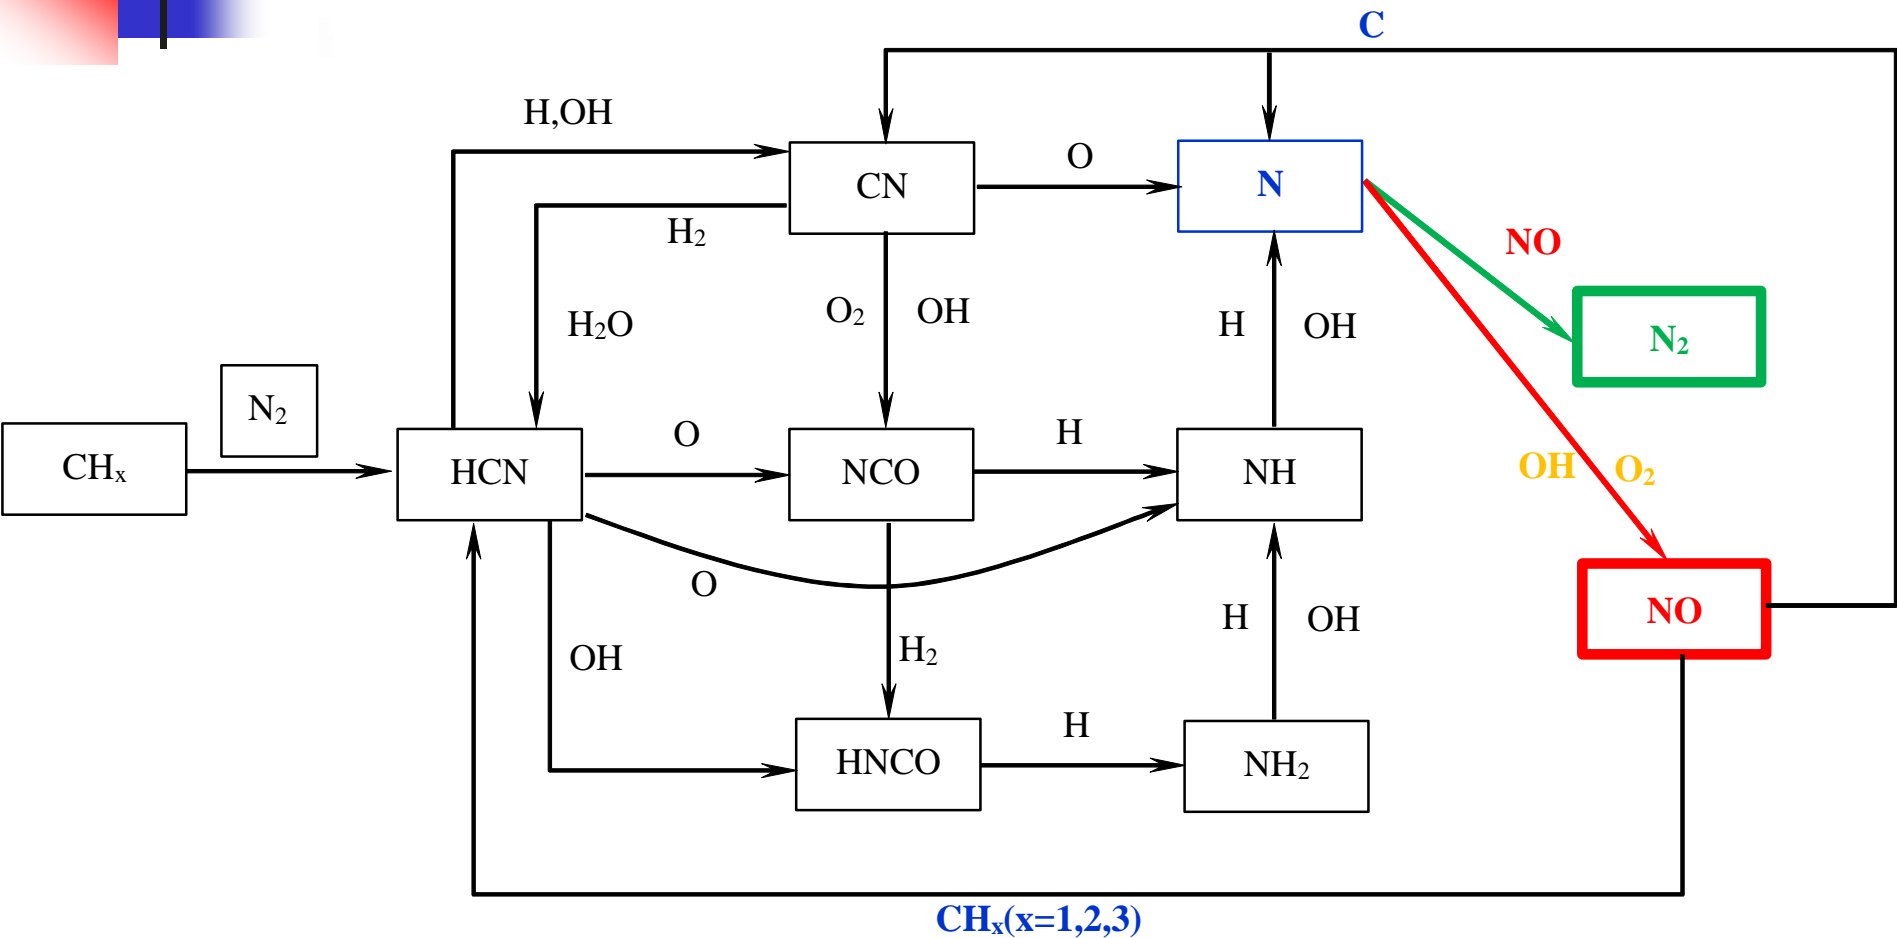 C
H,OH
CN
O
N
H₂
NO
O₂
OH
H₂O
H
OH
N₂
N₂
CHₓ
HCN
O
NCO
H
NH
OH
O₂
O
H
OH
NO
OH
H₂
HNCO
H
NH₂
CHₓ(x=1,2,3)